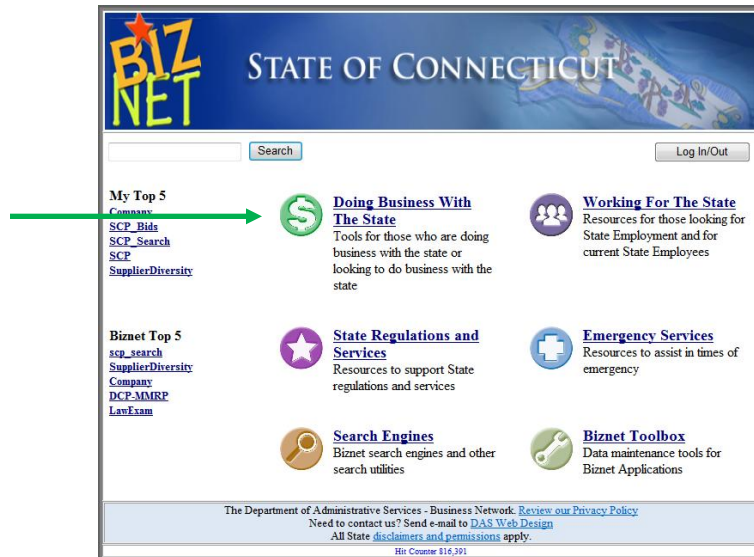 BIZ
NET
STATE OF CONNECTICUT
Search
Log In/Out
My Top 5
Company
SCP_Bids
SCP_Search
SCP
SupplierDiversity
Doing Business With
The State
Tools for those who are doing
business with the state or
looking to do business with the
state
Working For The State
Resources for those looking for
State Employment and for
current State Employees
Biznet Top 5
scp_search
SupplierDiversity
Company
DCP-MMRP
LawExam
State Regulations and
Services
Resources to support State
regulations and services
Emergency Services
Resources to assist in times of
emergency
Search Engines
Biznet search engines and other
search utilities
Biznet Toolbox
Data maintenance tools for
Biznet Applications
The Department of Administrative Services - Business Network. Review our Privacy Policy
Need to contact us? Send e-mail to DAS Web Design
All State disclaimers and permissions apply.
Hit Counter 816,391